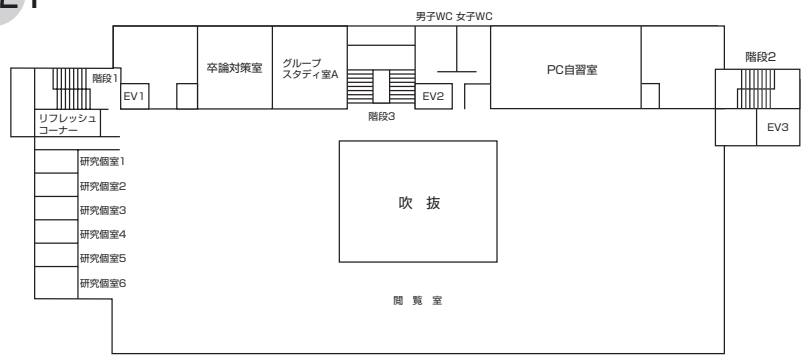 男子WC 女子WC
階段1
EV1
卒論対策室
グループ
スタディ室A
階段3
EV2
PC自習室
階段2
EV3
リフレッシュ
コーナー
研究個室1
研究個室2
研究個室3
研究個室4
研究個室5
研究個室6
吹 抜
閲 覧 室